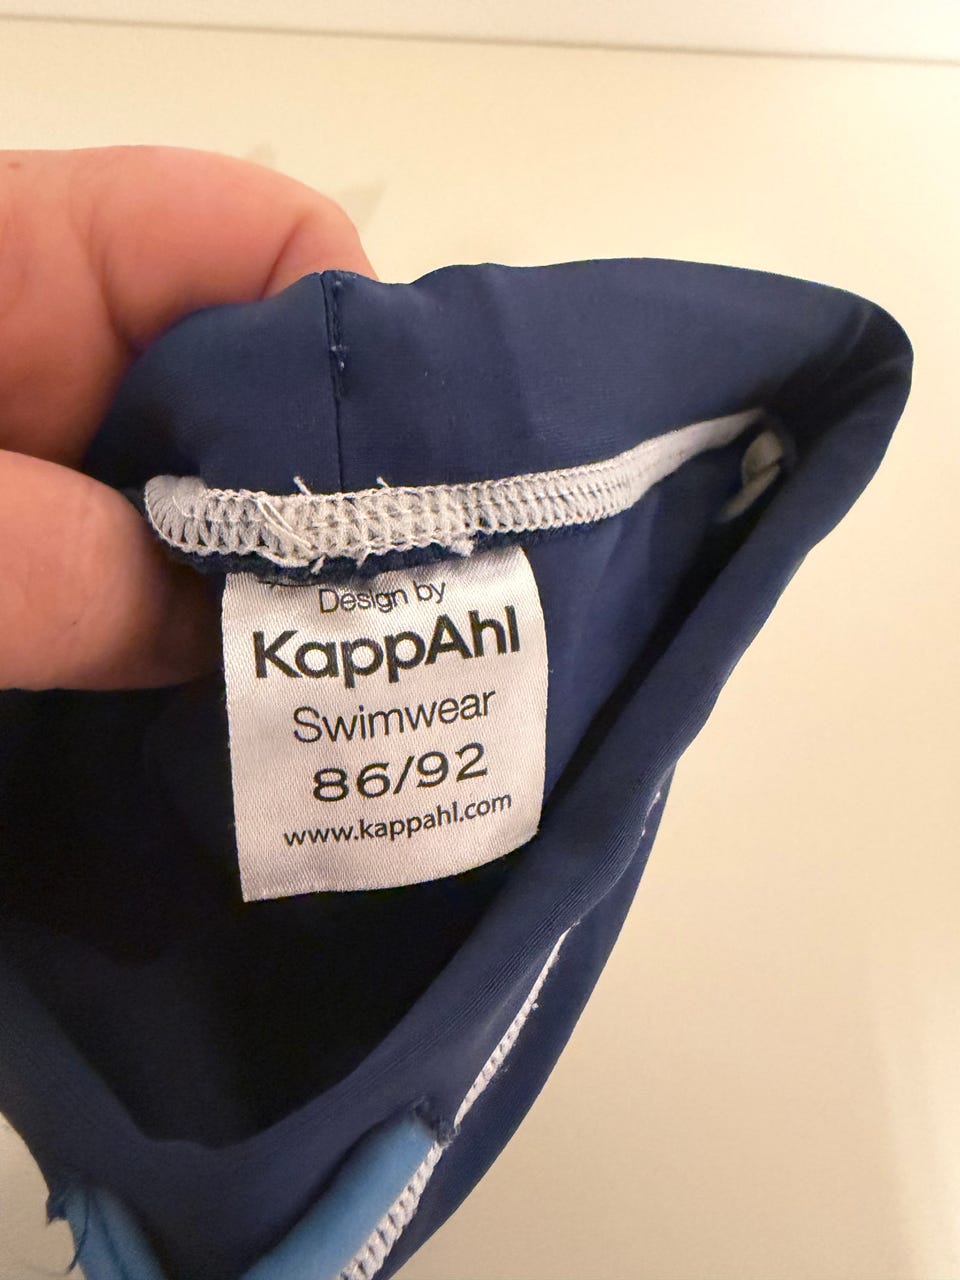 Design by
KappAhl
Swimwear
86/92
www.kappahl.com